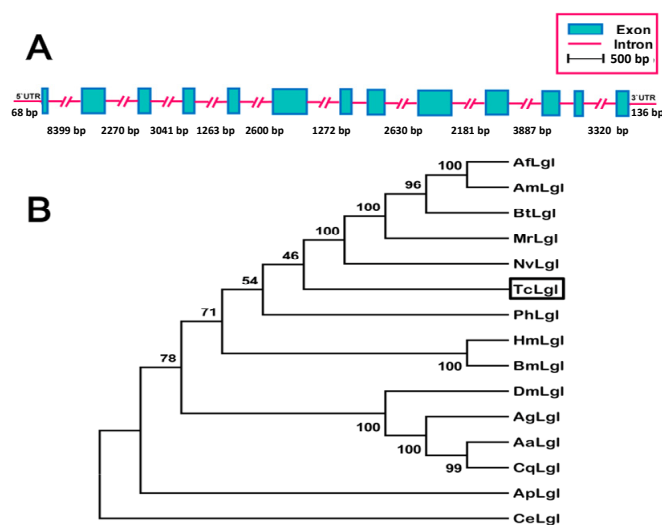 A
Exon
Intron
500 bp
5`UTR
3`UTR
68 bp
136 bp
8399 bp
2270 bp
3041 bp
1263 bp
2600 bp
1272 bp
2630 bp
2181 bp
3887 bp
3320 bp
B
100
AfLgl
AmLgl
96
BtLgl
100
MrLgl
100
NvLgl
46
TcLgl
54
PhLgl
71
HmLgl
100
BmLgl
78
DmLgl
100
AgLgl
100
AaLgl
99
CqLgl
ApLgl
CeLgl